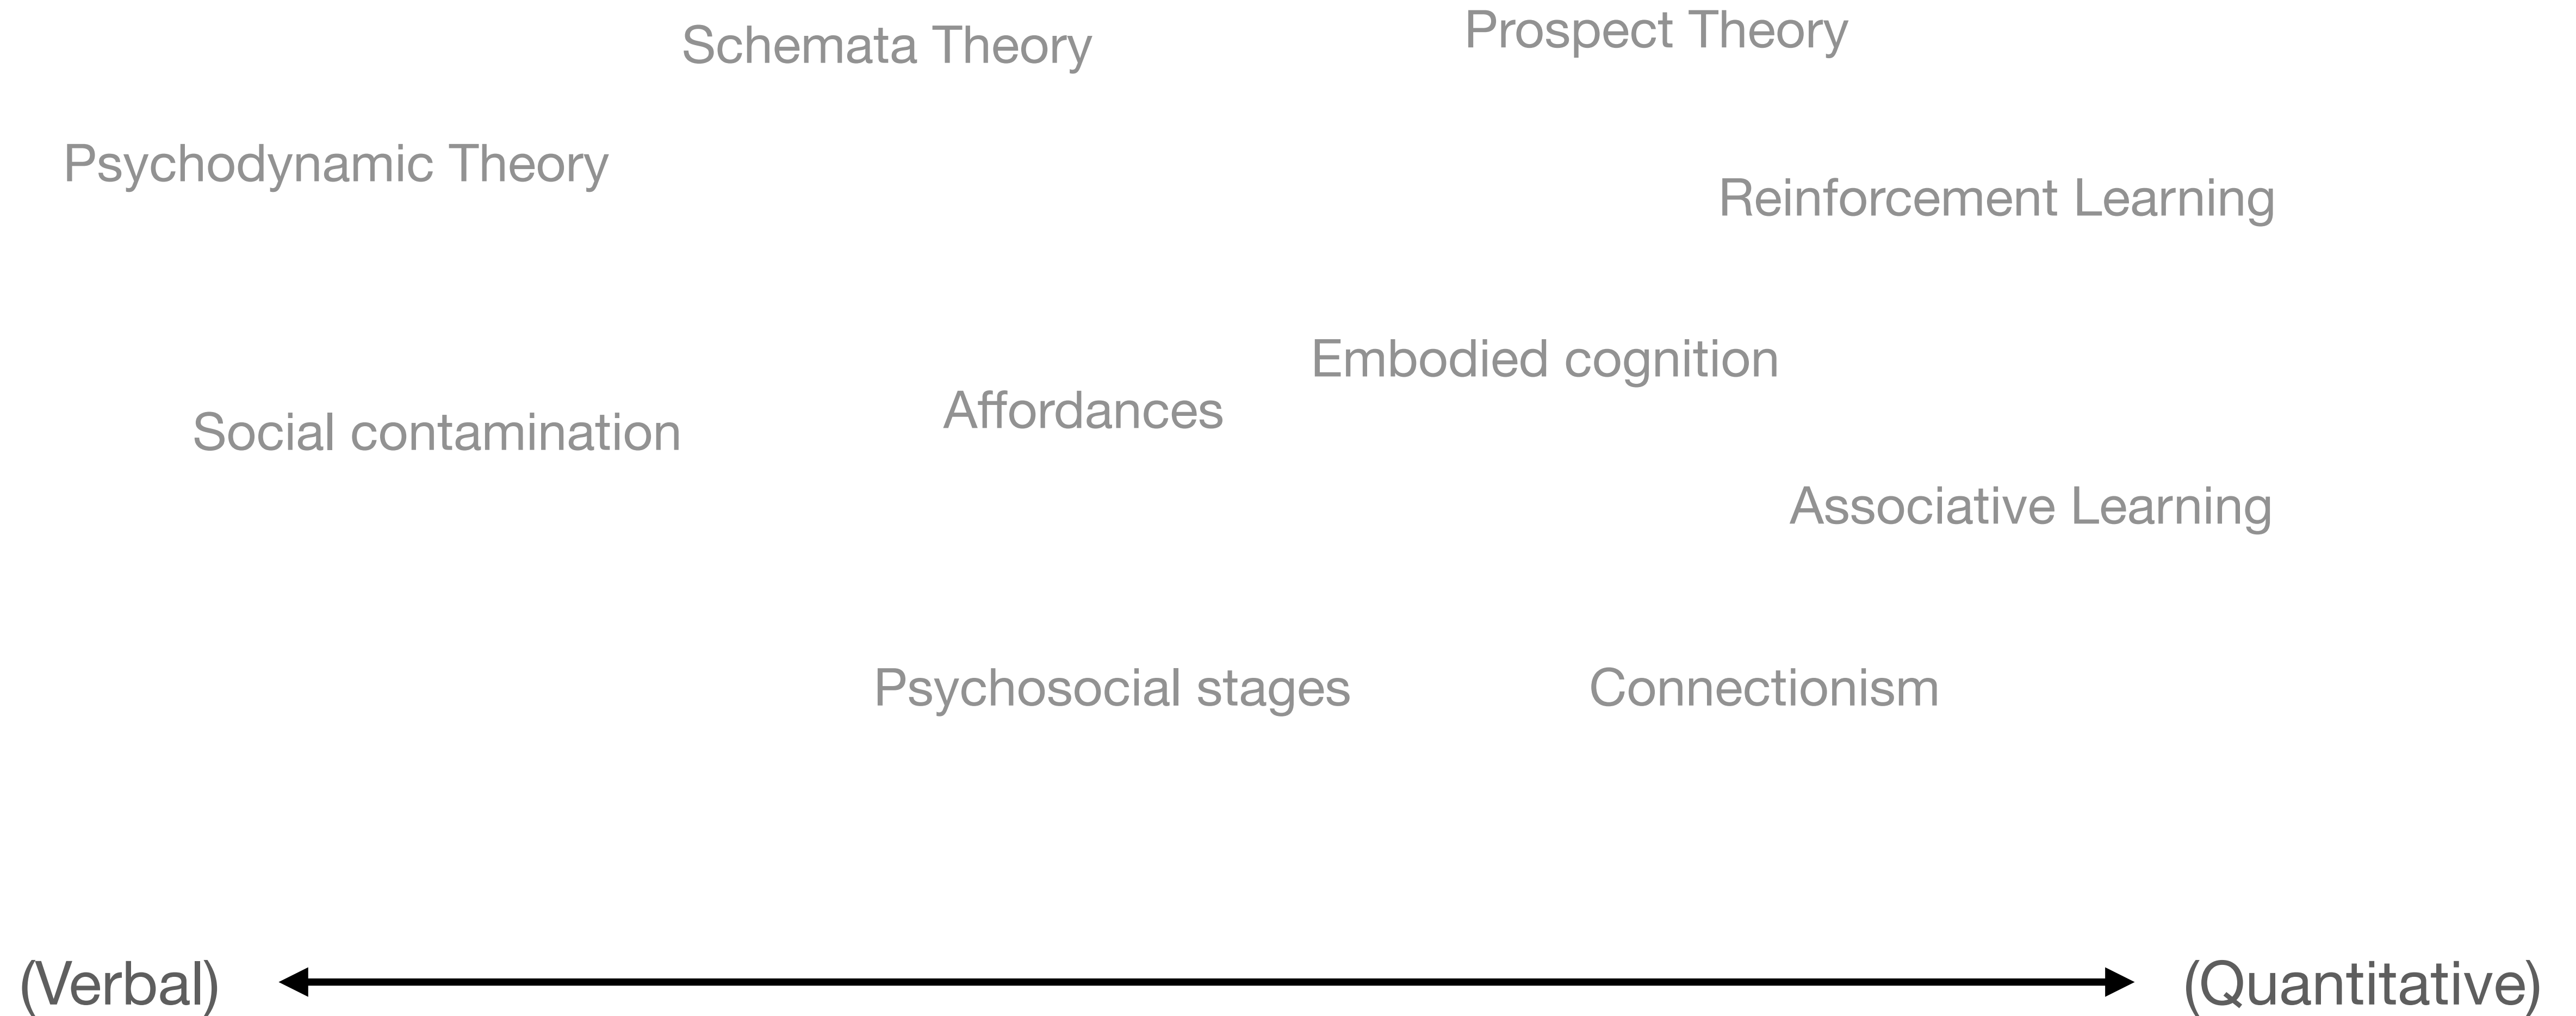 Schemata Theory
Prospect Theory
Psychodynamic Theory
Reinforcement Learning
Embodied cognition
Affordances
Social contamination
Associative Learning
Psychosocial stages
Connectionism
(Verbal)
(Quantitative)